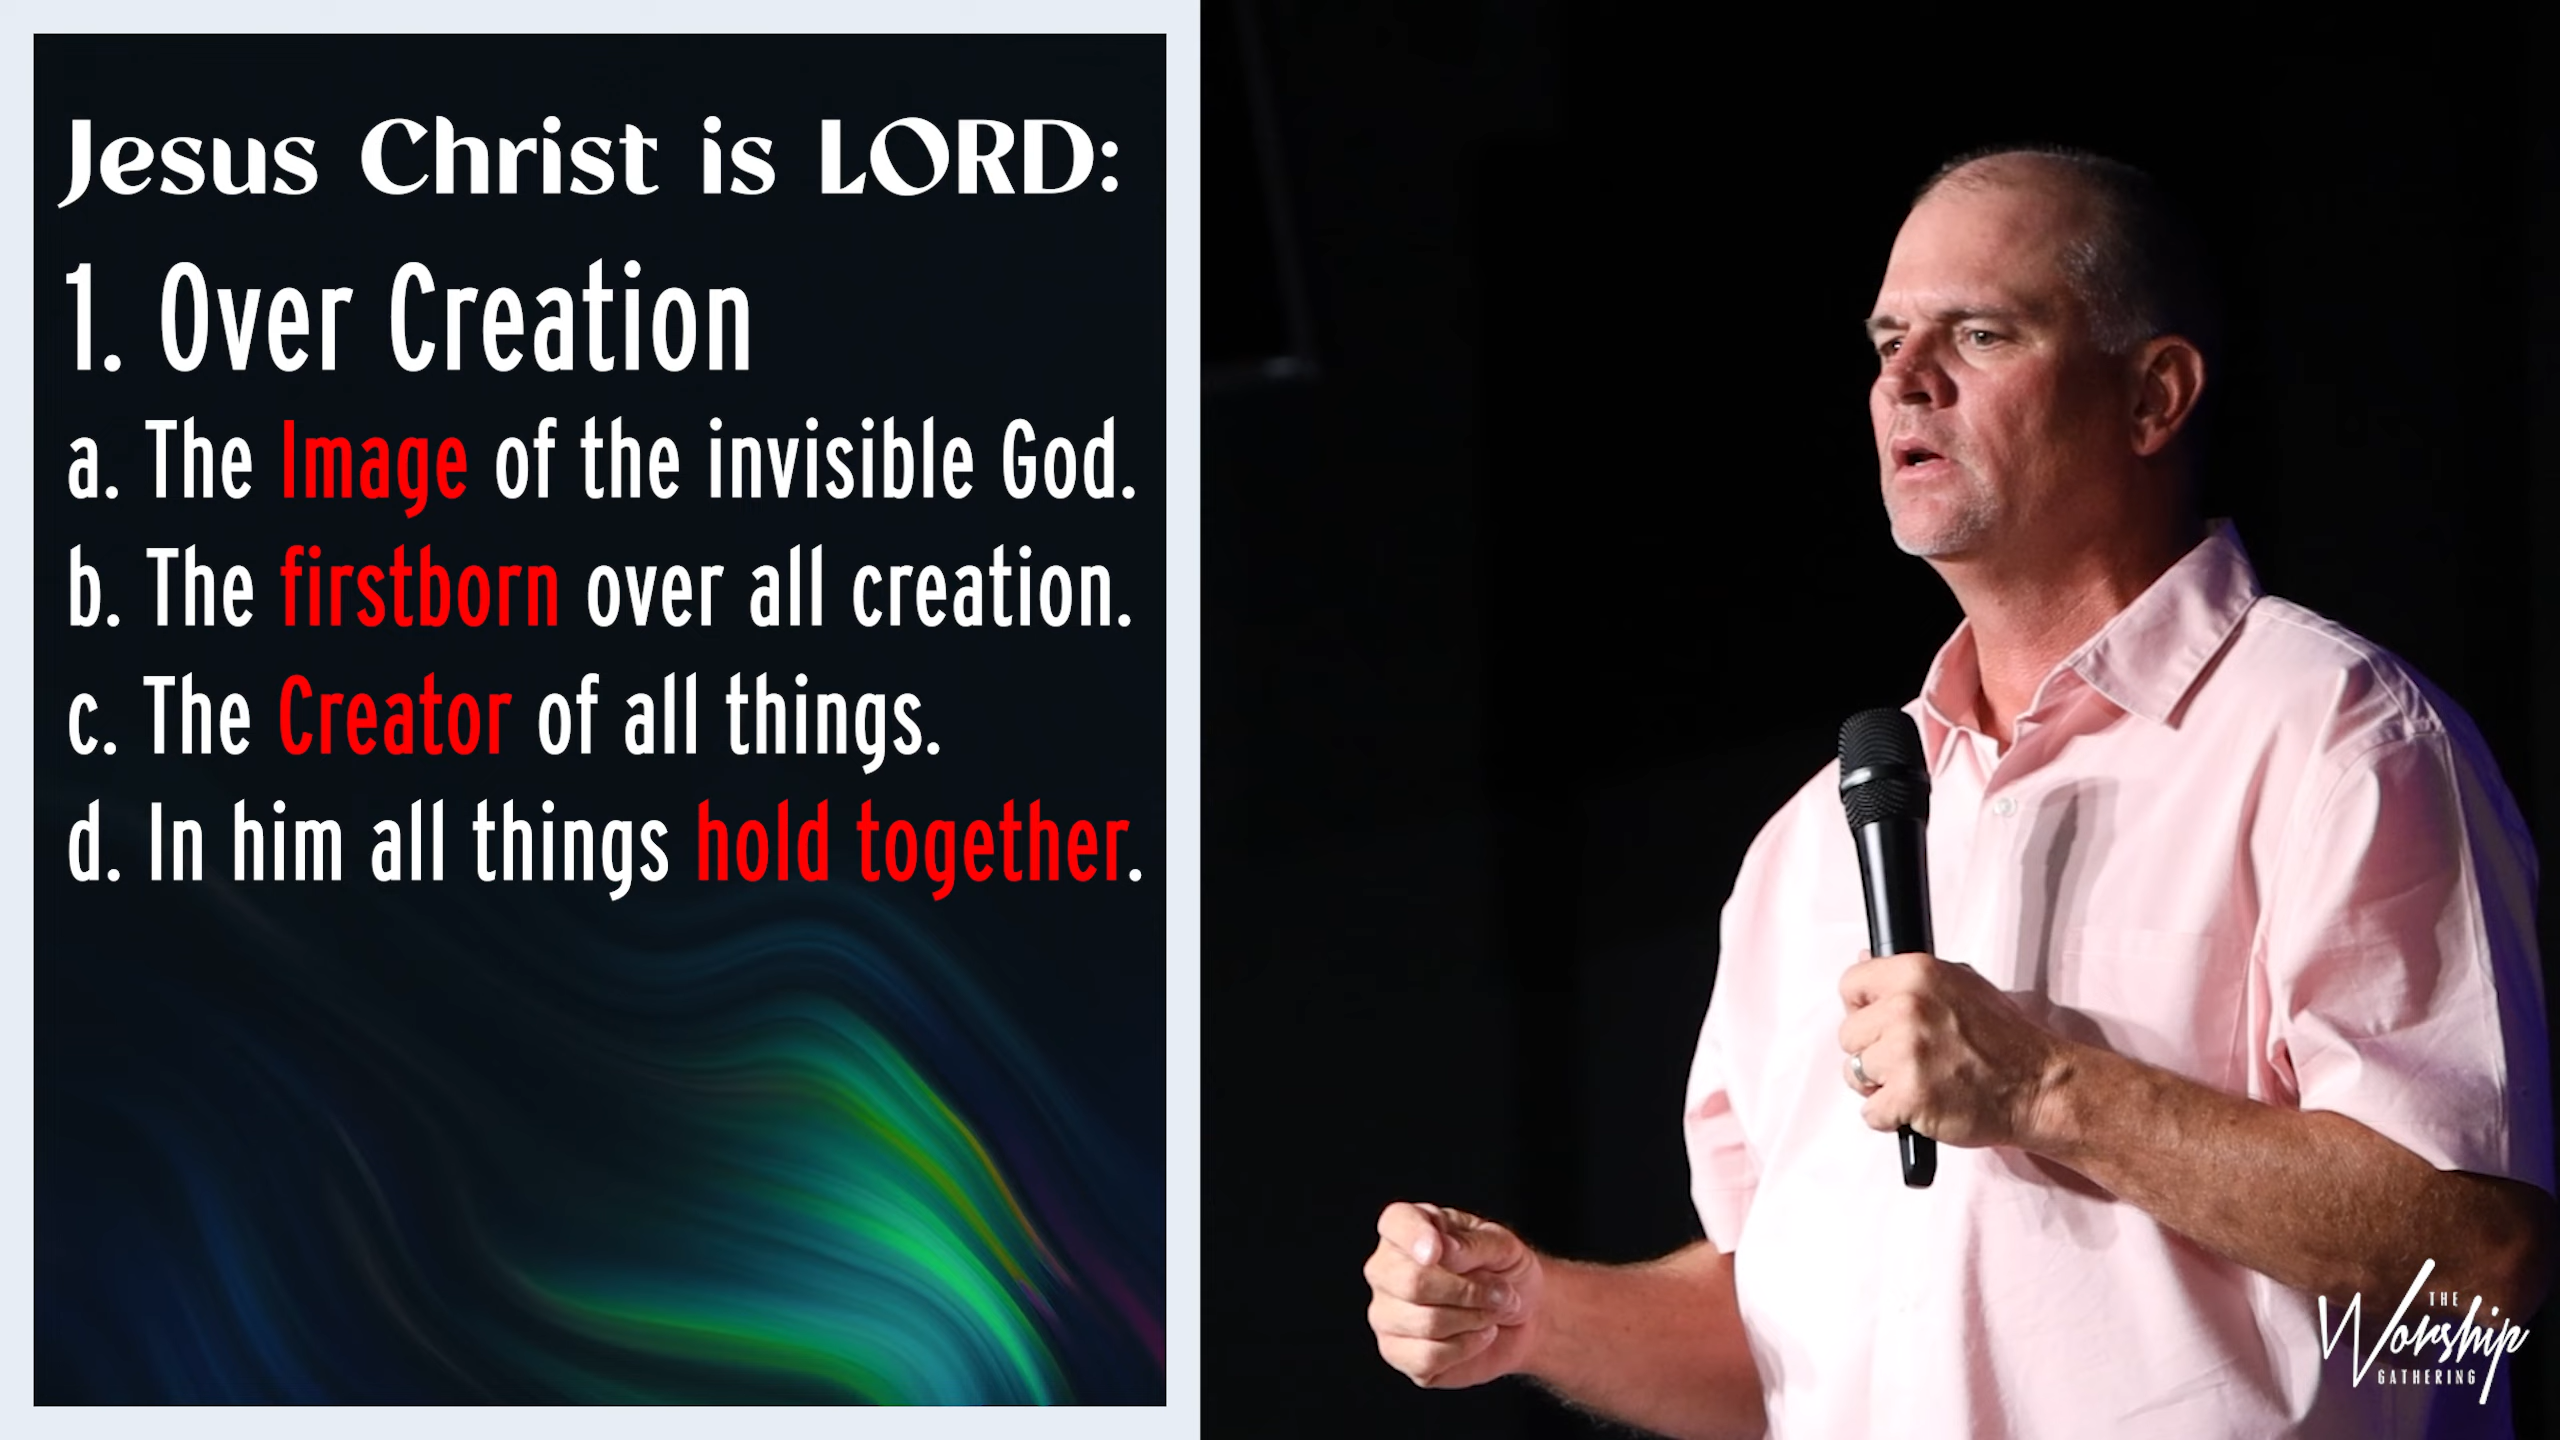 Jesus Christ is LORD:
1. Over Creation
a. The Image of the invisible God.
b. The firstborn over all creation.
c. The Creator of all things.
d. In him all things hold together.
THE
Worship
GATHERING